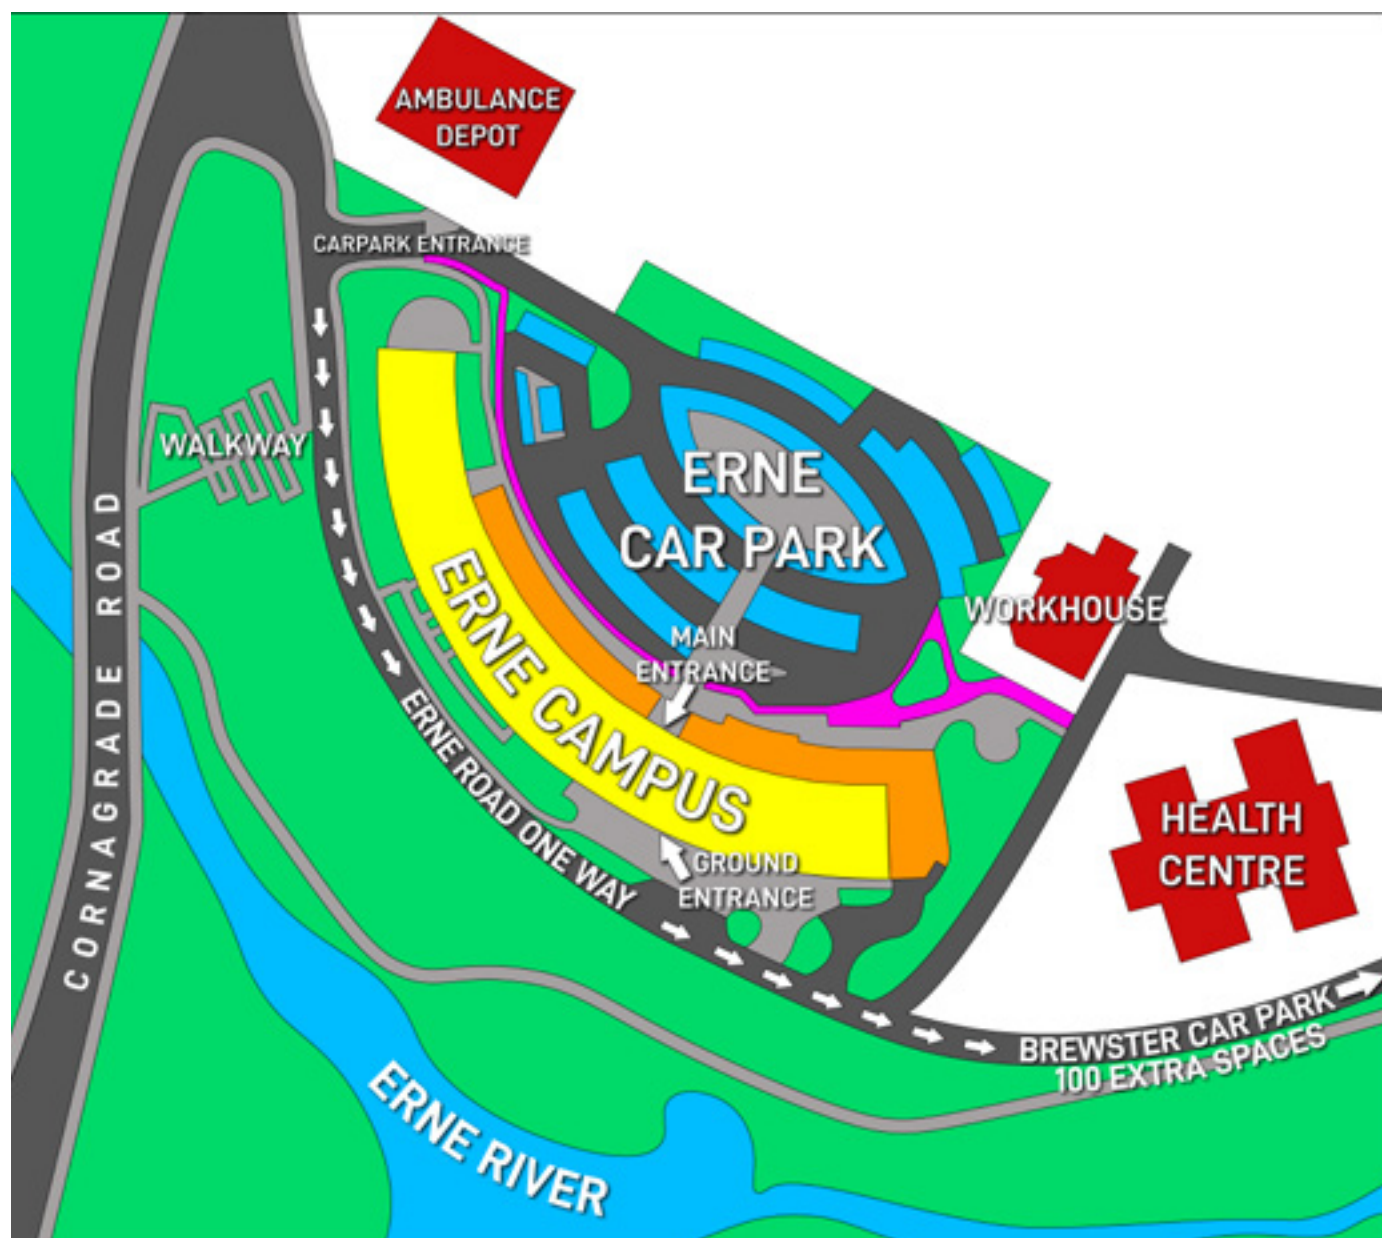 AMBULANCE
DEPOT
CARPARK ENTRANCE
WALKWAY
ERNE
CAR PARK
WORKHOUSE
MAIN
ENTRANCE
ERNE CAMPUS
CORNAGRADE ROAD
ERNE ROAD ONE WAY
HEALTH
CENTRE
GROUND
ENTRANCE
BREWSTER CAR PARK
100 EXTRA SPACES
ERNE RIVER